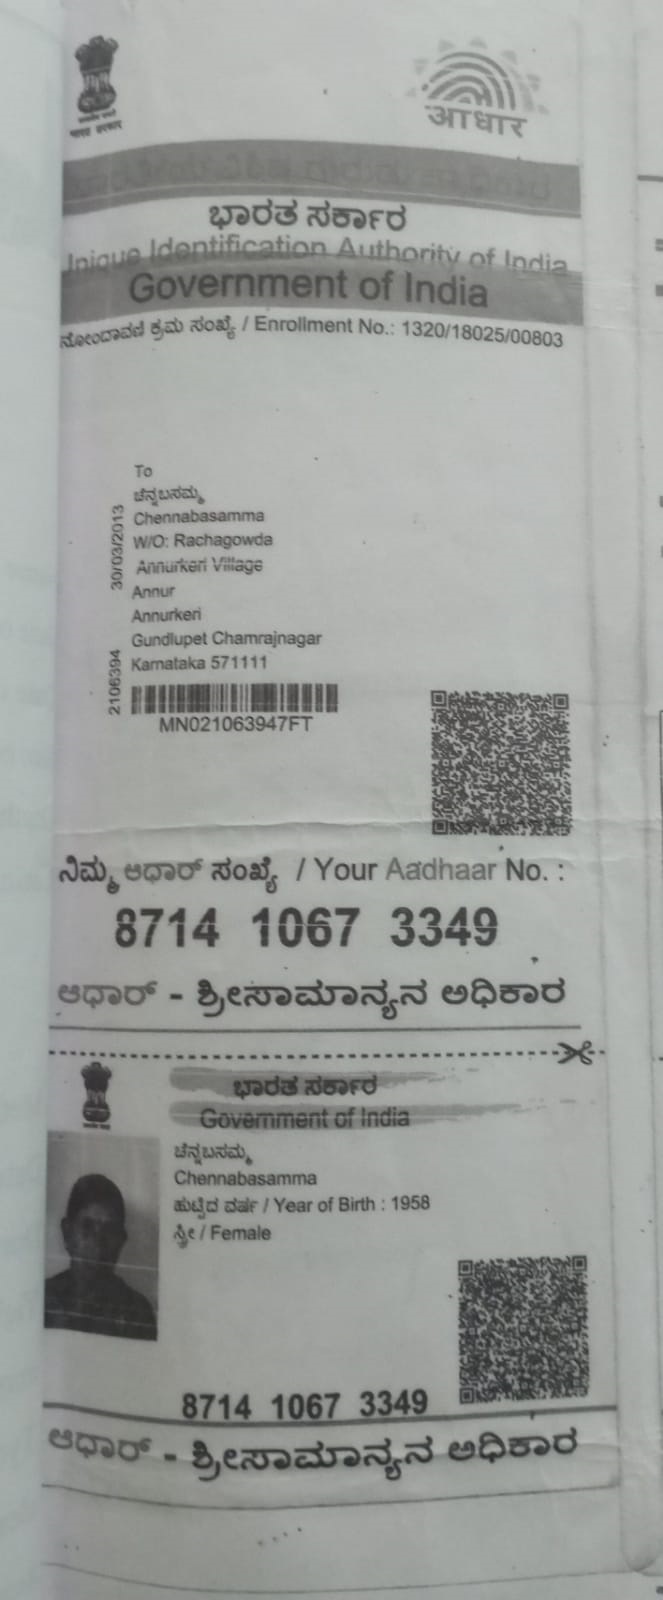 आधार
ಭಾರತ ಸರ್ಕಾರ
Unique Identification Authority of India
Government of India
ನೋಂದಾವಣಿ ಕ್ರಮ ಸಂಖ್ಯೆ / Enrollment No.: 1320/18025/00803
To
ಚೆನ್ನಬಸಮ್ಮ
Chennabasamma
W/O: Rachagowda
Annurkeri Village
Annur
Annurkeri
Gundlupet Chamrajnagar
Karnataka 571111
30/03/2013
2106394
MN021063947FT
ನಿಮ್ಮ ಆಧಾರ್ ಸಂಖ್ಯೆ / Your Aadhaar No. :
8714 1067 3349
ಆಧಾರ್ - ಶ್ರೀಸಾಮಾನ್ಯನ ಅಧಿಕಾರ
ಭಾರತ ಸರ್ಕಾರ
Government of India
ಚೆನ್ನಬಸಮ್ಮ
Chennabasamma
ಹುಟ್ಟಿದ ವರ್ಷ / Year of Birth : 1958
ಸ್ತ್ರೀ / Female
8714 1067 3349
ಆಧಾರ್ - ಶ್ರೀಸಾಮಾನ್ಯನ ಅಧಿಕಾರ